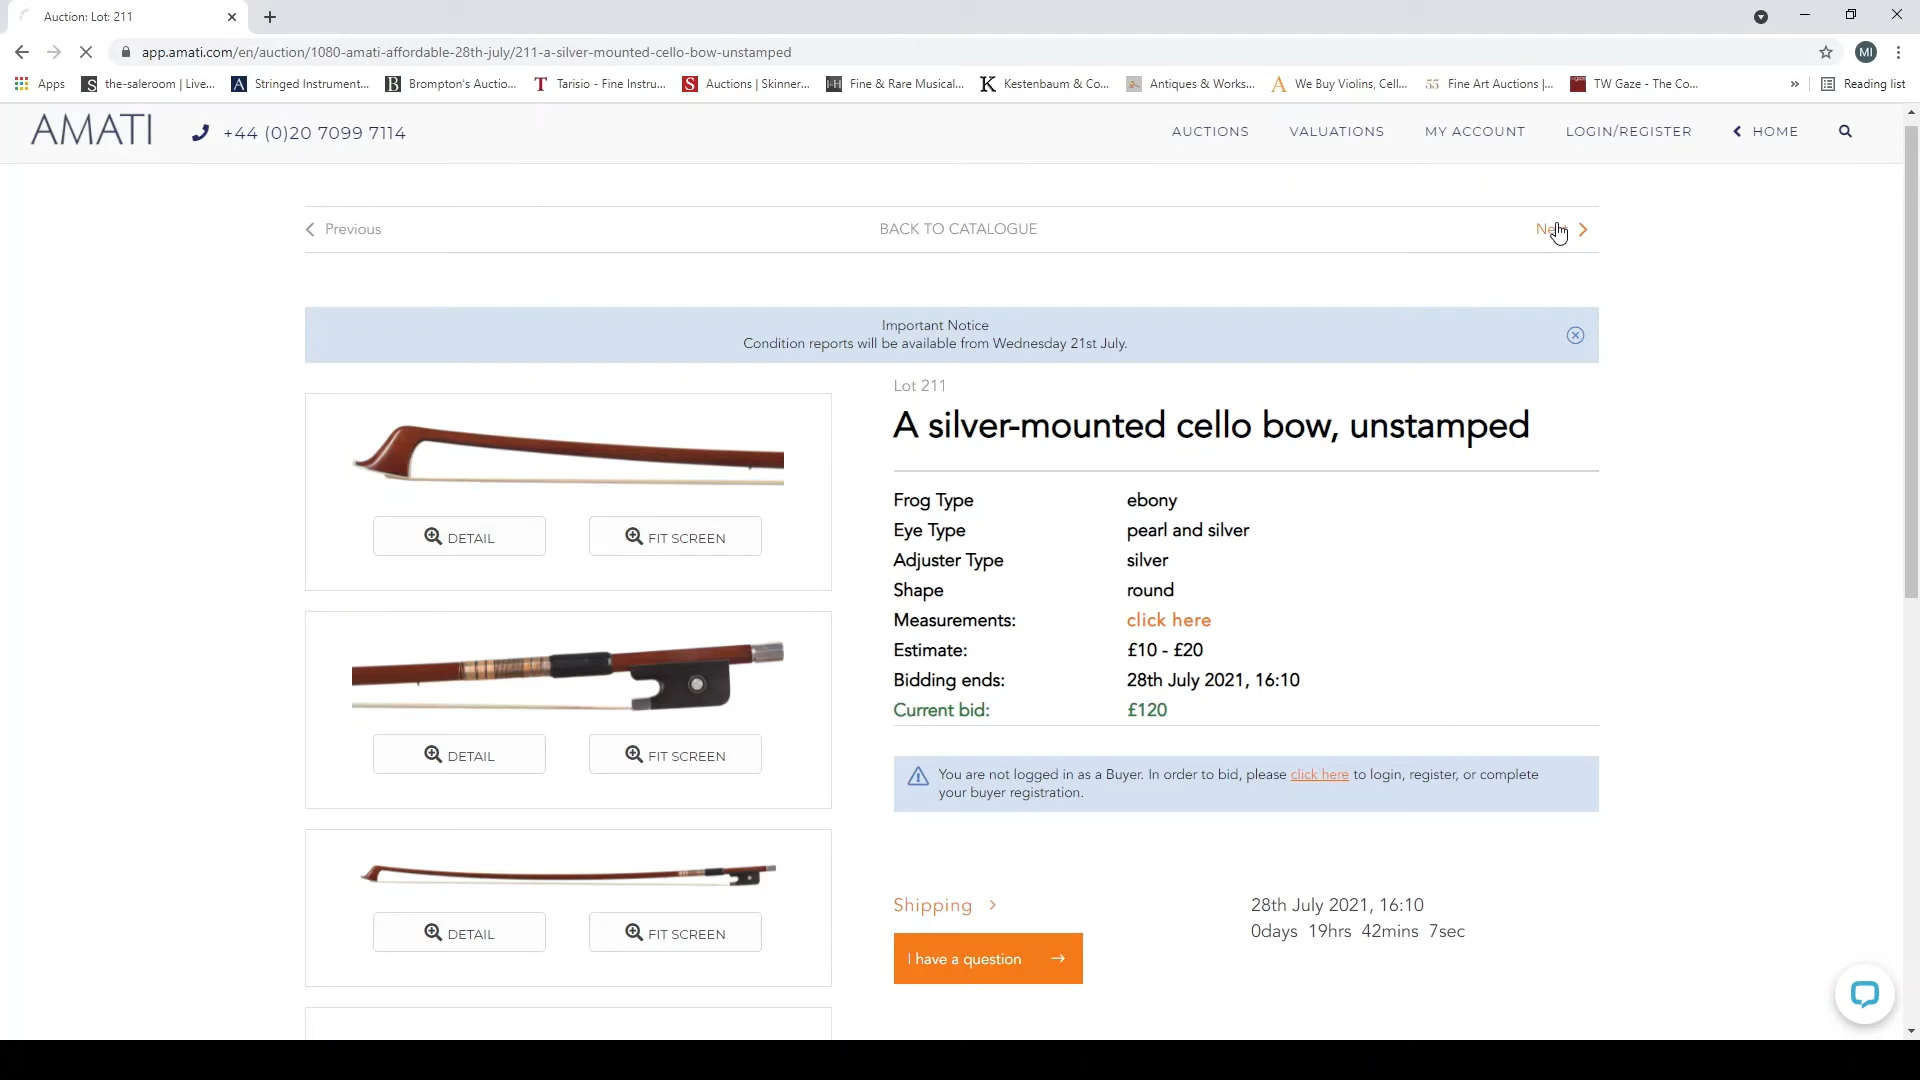 Auction: Lot: 211
app.amati.com/en/auction/1080-amati-affordable-28th-july/211-a-silver-mounted-cello-bow-unstamped
MI
Apps
the-saleroom | Live...
Stringed Instrument...
Brompton's Auctio...
Tarisio - Fine Instru...
Auctions | Skinner...
Fine & Rare Musical...
Kestenbaum & Co...
Antiques & Works...
We Buy Violins, Cell...
Fine Art Auctions |...
TW Gaze - The Co...
»
Reading list
AMATI
+44 (0)20 7099 7114
AUCTIONS
VALUATIONS
MY ACCOUNT
LOGIN/REGISTER
HOME
Previous
BACK TO CATALOGUE
Important Notice
Condition reports will be available from Wednesday 21st July.
Lot 211
A silver-mounted cello bow, unstamped
Frog Type ebony
Eye Type pearl and silver
Adjuster Type silver
Shape round
Measurements: click here
Estimate: £10 - £20
Bidding ends: 28th July 2021, 16:10
Current bid: £120
You are not logged in as a Buyer. In order to bid, please click here to login, register, or complete
your buyer registration.
DETAIL
FIT SCREEN
DETAIL
FIT SCREEN
DETAIL
FIT SCREEN
Shipping >
28th July 2021, 16:10
0days 19hrs 42mins 7sec
I have a question →